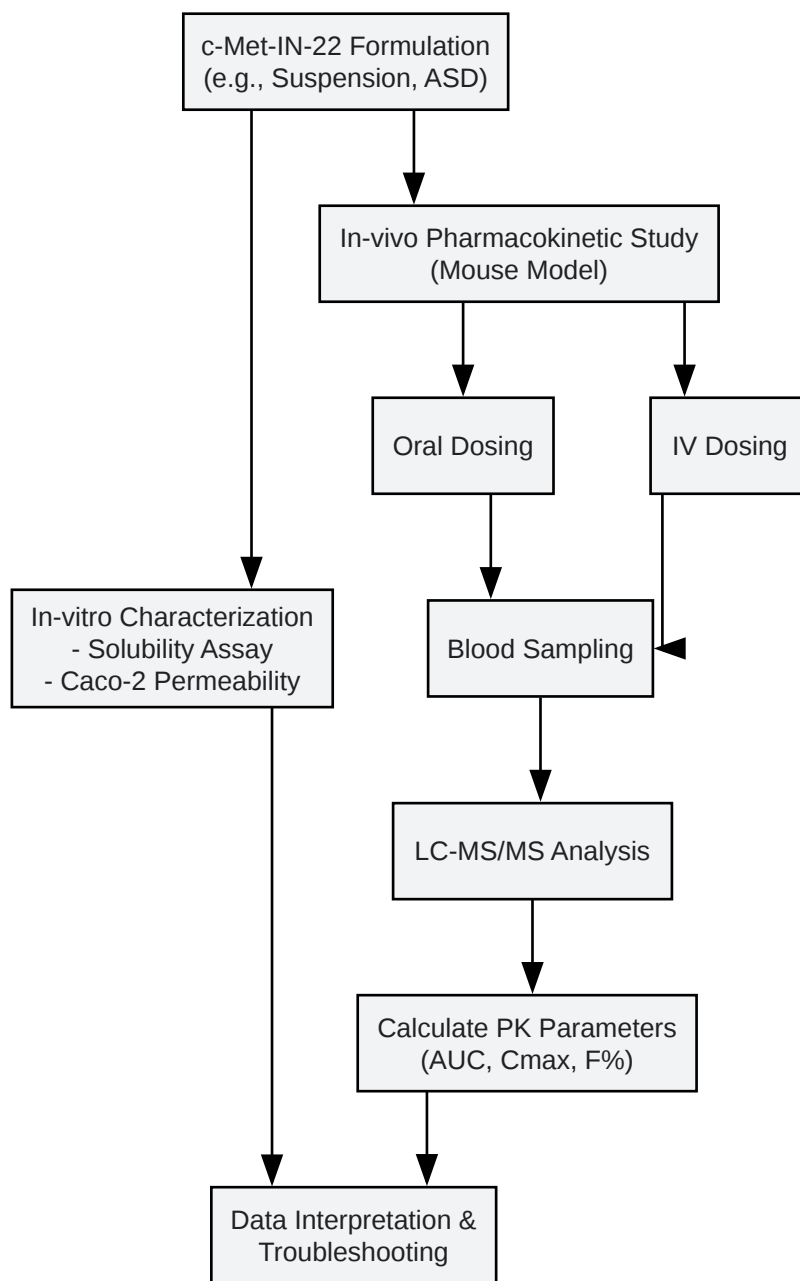 c-Met-IN-22 Formulation
(e.g., Suspension, ASD)
In-vivo Pharmacokinetic Study
(Mouse Model)
Oral Dosing
IV Dosing
In-vitro Characterization
- Solubility Assay
- Caco-2 Permeability
Blood Sampling
LC-MS/MS Analysis
Calculate PK Parameters
(AUC, Cmax, F%)
Data Interpretation &
Troubleshooting